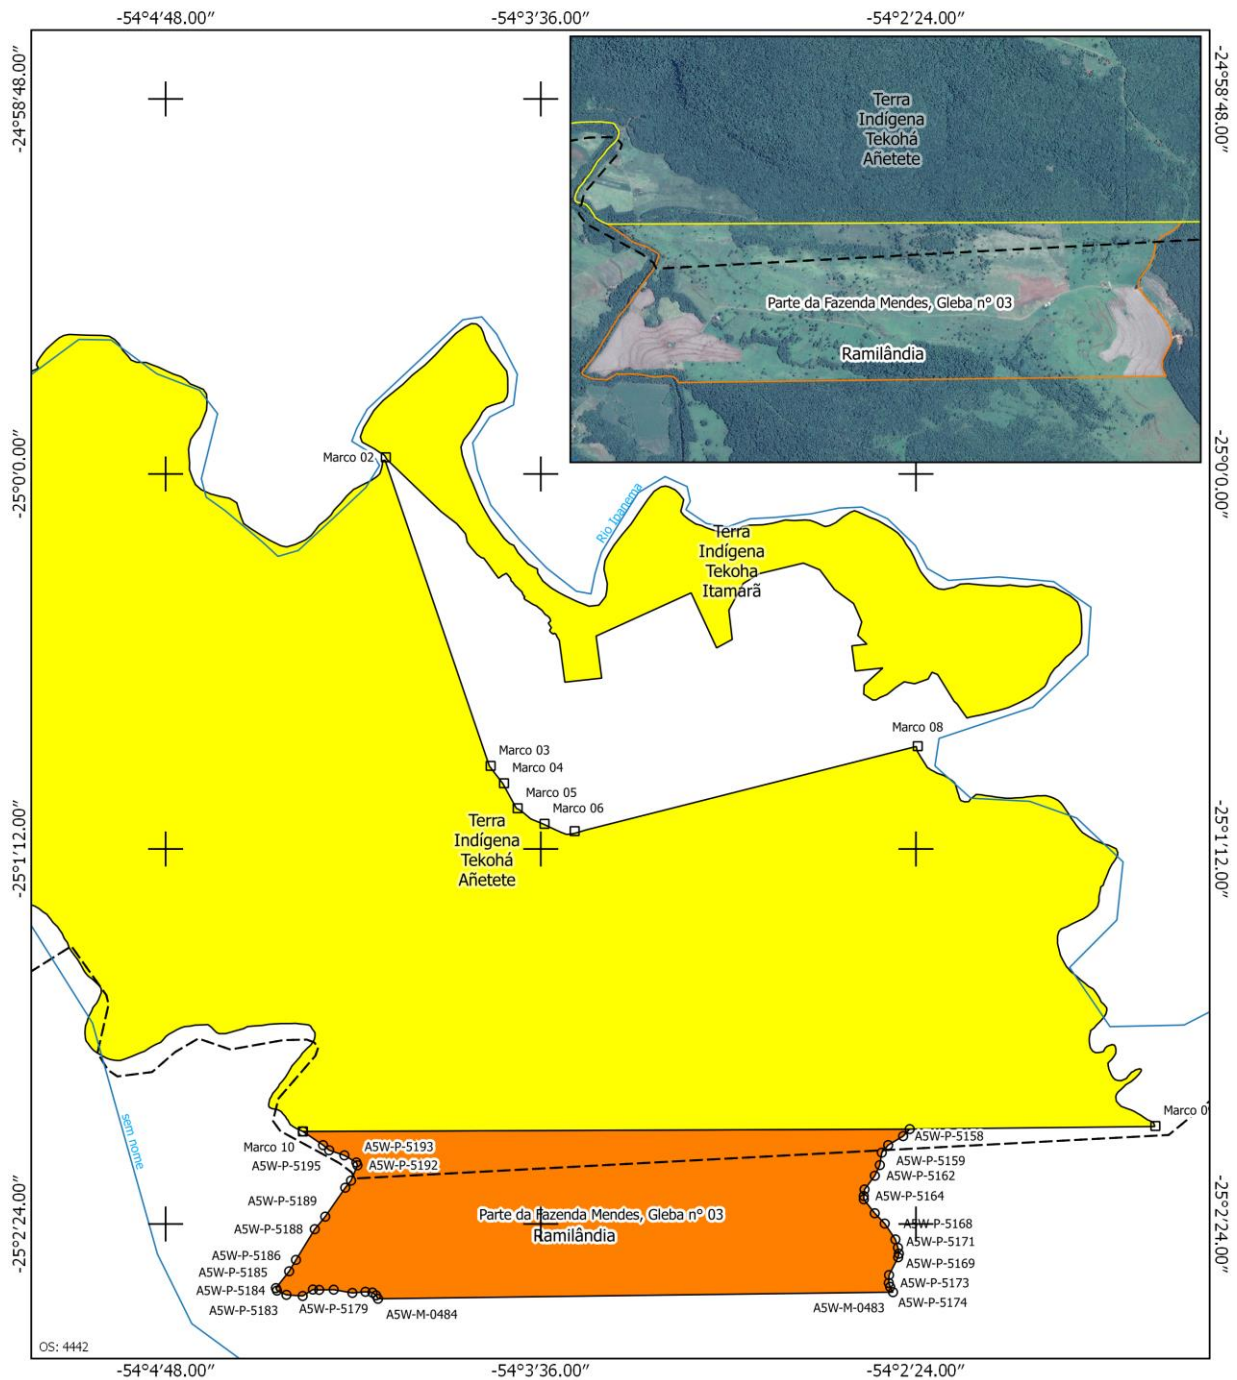 -54°4′48.00″
-54°3′36.00″
-54°2′24.00″
-24°58′48.00″
-24°58′48.00″
Terra
Indígena
Tekohá
Añetete
Parte da Fazenda Mendes, Gleba n° 03
Ramilândia
-25°0′0.00″
-25°0′0.00″
Marco 02
Rio Ipanema
Terra
Indígena
Tekoha
Itamarã
Marco 08
Marco 03
Marco 04
Marco 05
Marco 06
Terra
Indígena
Tekohá
Añetete
-25°1′12.00″
-25°1′12.00″
sem nome
Marco 10
A5W-P-5193
A5W-P-5195
A5W-P-5192
A5W-P-5189
A5W-P-5188
A5W-P-5186
A5W-P-5185
A5W-P-5184
A5W-P-5183
A5W-P-5179
A5W-M-0484
Parte da Fazenda Mendes, Gleba n° 03
Ramilândia
Marco 0
A5W-P-5158
A5W-P-5159
A5W-P-5162
A5W-P-5164
A5W-P-5168
A5W-P-5171
A5W-P-5169
A5W-P-5173
A5W-M-0483
A5W-P-5174
-25°2′24.00″
-25°2′24.00″
OS: 4442
-54°4′48.00″
-54°3′36.00″
-54°2′24.00″